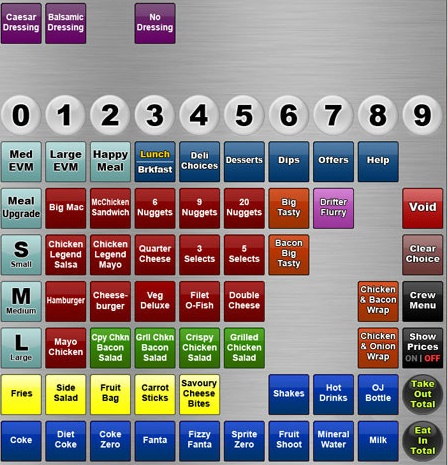 Caesar Dressing
Balsamic Dressing
No Dressing
0 1 2 3 4 5 6 7 8 9
Med EVM
Large EVM
Happy Meal
Lunch
Brkfast
Deli Choices
Desserts
Dips
Offers
Help
Meal Upgrade
Big Mac
McChicken Sandwich
6 Nuggets
9 Nuggets
20 Nuggets
Big Tasty
Drifter Flurry
Void
S Small
Chicken Legend Salsa
Chicken Legend Mayo
Quarter Cheese
3 Selects
5 Selects
Bacon Big Tasty
Clear Choice
M Medium
Hamburger
Cheese-burger
Veg Deluxe
Filet O-Fish
Double Cheese
Chicken & Bacon Wrap
Crew Menu
L Large
Mayo Chicken
Cpy Chkn Bacon Salad
Gril Chkn Bacon Salad
Crispy Chicken Salad
Grilled Chicken Salad
Chicken & Onion Wrap
Show Prices ON | OFF
Fries
Side Salad
Fruit Bag
Carrot Sticks
Savoury Cheese Bites
Shakes
Hot Drinks
OJ Bottle
Take Out Total
Coke
Diet Coke
Coke Zero
Fanta
Fizzy Fanta
Sprite Zero
Fruit Shoot
Mineral Water
Milk
Eat In Total